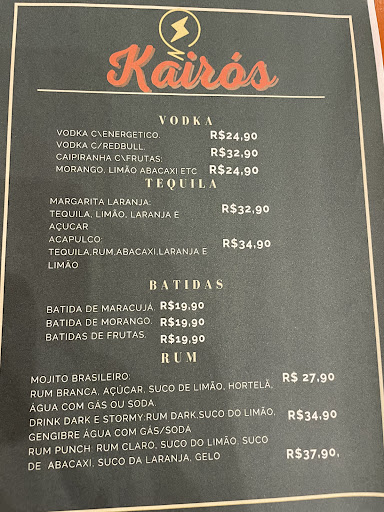 Kairós
VODKA
VODKA C\ENERGETICO. R$24,90
VODKA C/REDBULL. R$32,90
CAIPIRANHA C\FRUTAS:
MORANGO, LIMÃO ABACAXI ETC R$24,90
TEQUILA
MARGARITA LARANJA:
TEQUILA, LIMÃO, LARANJA E R$32,90
AÇUCAR
ACAPULCO: R$34,90
TEQUILA,RUM,ABACAXI,LARANJA E
LIMÃO
BATIDAS
BATIDA DE MARACUJÁ. R$19,90
BATIDA DE MORANGO. R$19,90
BATIDAS DE FRUTAS. R$19,90
RUM
MOJITO BRASILEIRO: R$ 27,90
RUM BRANCA, AÇÚCAR, SUCO DE LIMÃO, HORTELÃ,
ÁGUA COM GÁS OU SODA
DRINK DARK E STORMY:RUM DARK,SUCO DO LIMÃO, R$34,90
GENGIBRE ÁGUA COM GÁS/SODA
RUM PUNCH: RUM CLARO, SUCO DO LIMÃO, SUCO R$37,90,
DE ABACAXI, SUCO DA LARANJA, GELO